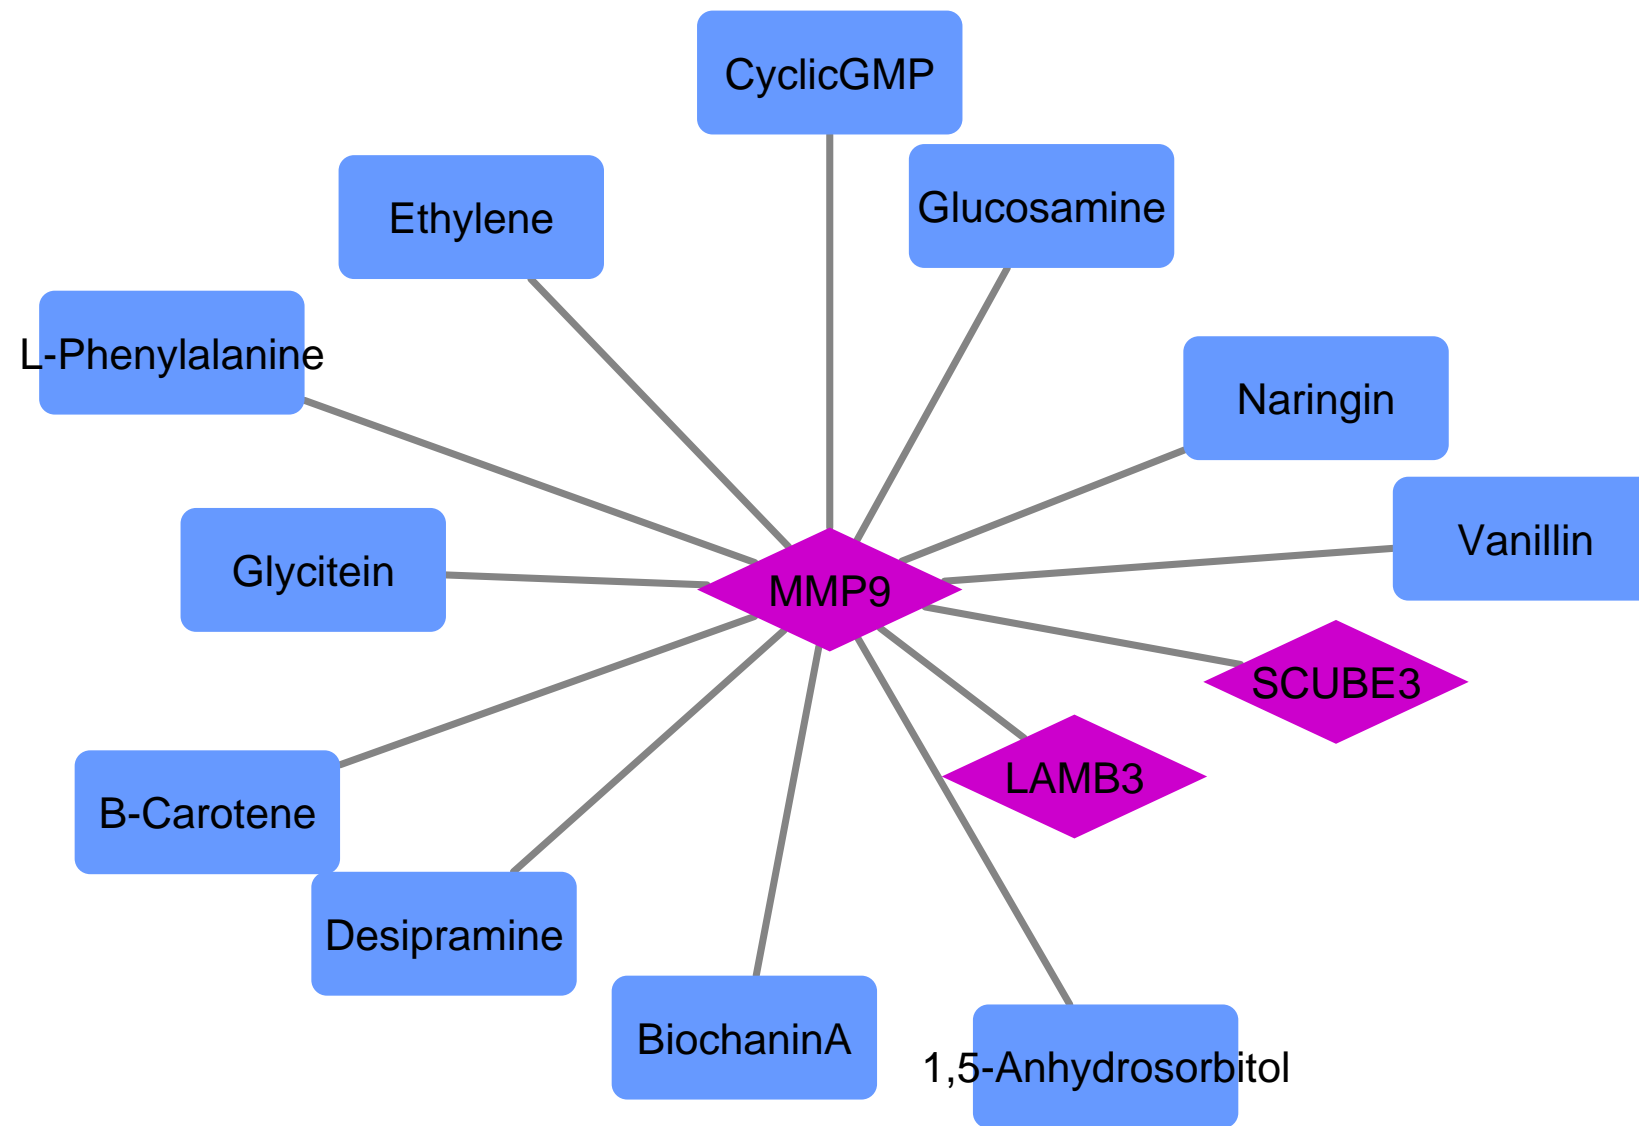 CyclicGMP
Glucosamine
Ethylene
L-Phenylalanine
Naringin
Vanillin
Glycitein
MMP9
SCUBE3
LAMB3
B-Carotene
Desipramine
BiochaninA
1,5-Anhydrosorbitol